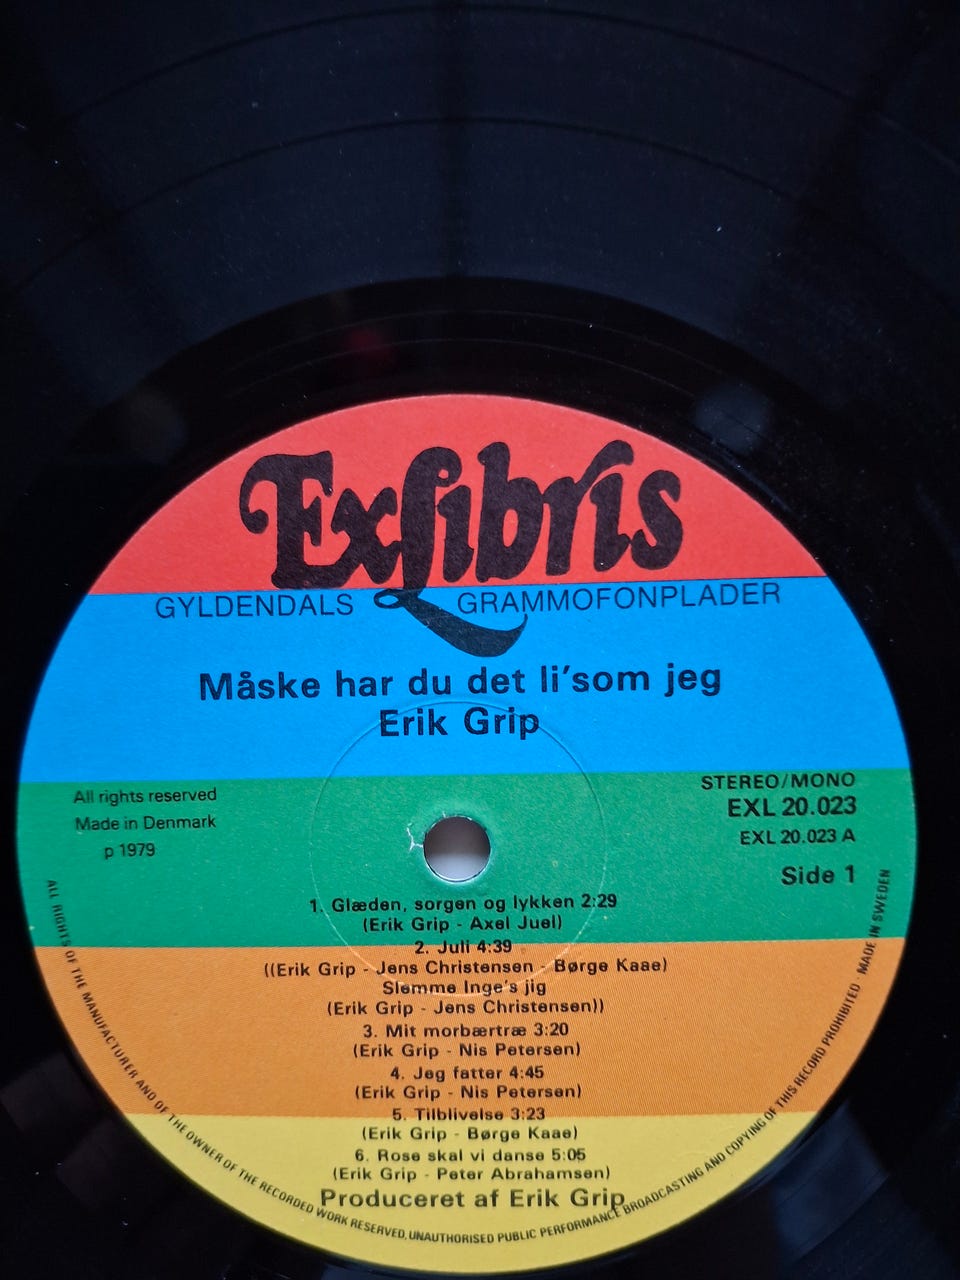 Exlibris
GYLDENDALS GRAMMOFONPLADER
Måske har du det li'som jeg
Erik Grip
All rights reserved
Made in Denmark
p 1979
STEREO/MONO
EXL 20.023
EXL 20.023 A
Side 1
1. Glæden, sorgen og lykken 2:29
(Erik Grip - Axel Juel)
2. Juli 4:39
((Erik Grip - Jens Christensen - Børge Kaae)
Slemme Inge's jig
(Erik Grip - Jens Christensen))
3. Mit morbærtræ 3:20
(Erik Grip - Nis Petersen)
4. Jeg fatter 4:45
(Erik Grip - Nis Petersen)
5. Tilblivelse 3:23
(Erik Grip - Børge Kaae)
6. Rose skal vi danse 5:05
(Erik Grip - Peter Abrahamsen)
Produceret af Erik Grip
ALL RIGHTS OF THE MANUFACTURER AND OF THE OWNER OF THE RECORDED WORK RESERVED, UNAUTHORISED PUBLIC PERFORMANCE BROADCASTING AND COPYING OF THIS RECORD PROHIBITED MADE IN SWEDEN